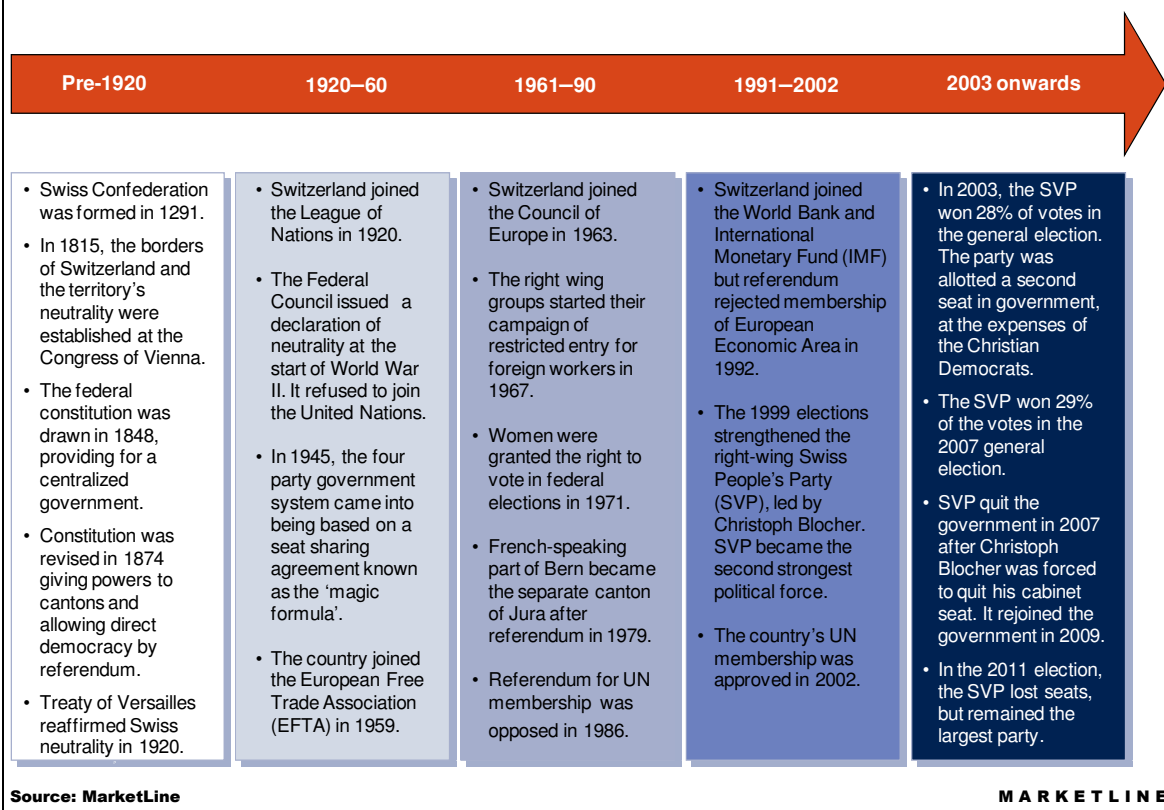 Pre-1920
1920–60
1961–90
1991–2002
2003 onwards
• Swiss Confederation
was formed in 1291.
• In 1815, the borders
of Switzerland and
the territory's
neutrality were
established at the
Congress of Vienna.
• The federal
constitution was
drawn in 1848,
providing for a
centralized
government.
• Constitution was
revised in 1874
giving powers to
cantons and
allowing direct
democracy by
referendum.
• Treaty of Versailles
reaffirmed Swiss
neutrality in 1920.
• Switzerland joined
the League of
Nations in 1920.
• The Federal
Council issued a
declaration of
neutrality at the
start of World War
II. It refused to join
the United Nations.
• In 1945, the four
party government
system came into
being based on a
seat sharing
agreement known
as the 'magic
formula'.
• The country joined
the European Free
Trade Association
(EFTA) in 1959.
• Switzerland joined
the Council of
Europe in 1963.
• The right wing
groups started their
campaign of
restricted entry for
foreign workers in
1967.
• Women were
granted the right to
vote in federal
elections in 1971.
• French-speaking
part of Bern became
the separate canton
of Jura after
referendum in 1979.
• Referendum for UN
membership was
opposed in 1986.
• Switzerland joined
the World Bank and
International
Monetary Fund (IMF)
but referendum
rejected membership
of European
Economic Area in
1992.
• The 1999 elections
strengthened the
right-wing Swiss
People's Party
(SVP), led by
Christoph Blocher.
SVP became the
second strongest
political force.
• The country's UN
membership was
approved in 2002.
• In 2003, the SVP
won 28% of votes in
the general election.
The party was
allotted a second
seat in government,
at the expenses of
the Christian
Democrats.
• The SVP won 29%
of the votes in the
2007 general
election.
• SVP quit the
government in 2007
after Christoph
Blocher was forced
to quit his cabinet
seat. It rejoined the
government in 2009.
• In the 2011 election,
the SVP lost seats,
but remained the
largest party.
Source: MarketLine
MARKETLINE